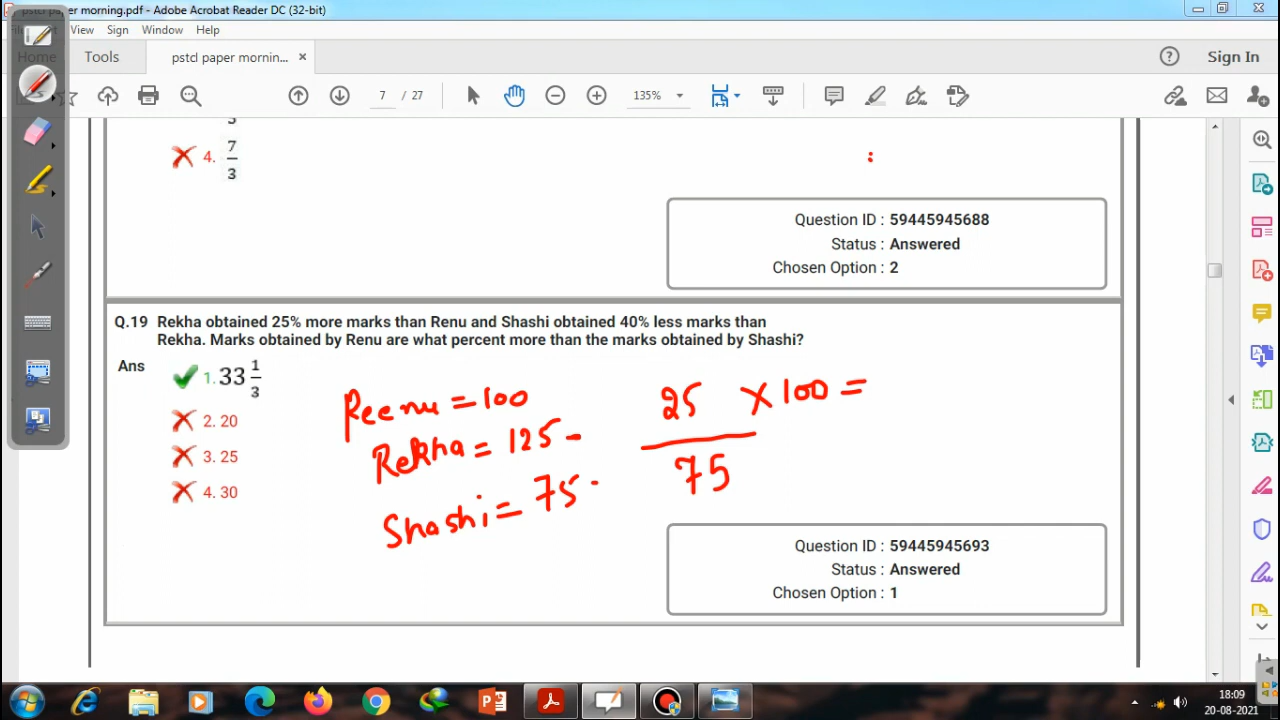 pstcl paper morning.pdf - Adobe Acrobat Reader DC (32-bit)
View Sign Window Help
Home Tools pstcl paper mornin... × Sign In
7 / 27 135%
3
4. 7/3
:
Question ID : 59445945688
Status : Answered
Chosen Option : 2
Q.19 Rekha obtained 25% more marks than Renu and Shashi obtained 40% less marks than
Rekha. Marks obtained by Renu are what percent more than the marks obtained by Shashi?
Ans
1. 33 1/3
2. 20
3. 25
4. 30
Reenu = 100
Rekha = 125 -
Shashi = 75 -
25/75 × 100 =
Question ID : 59445945693
Status : Answered
Chosen Option : 1
18:09
20-08-2021